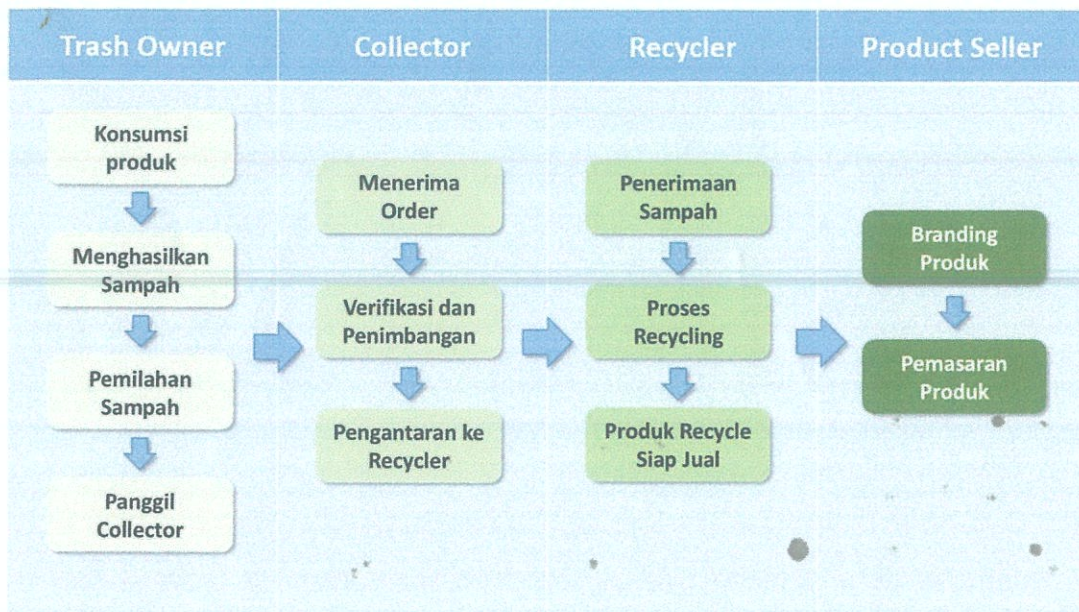 Trash Owner
Collector
Recycler
Product Seller
Konsumsi
produk
Menghasilkan
Sampah
Pemilahan
Sampah
Panggil
Collector
Menerima
Order
Verifikasi dan
Penimbangan
Pengantaran ke
Recycler
Penerimaan
Sampah
Proses
Recycling
Produk Recycle
Siap Jual
Branding
Produk
Pemasaran
Produk